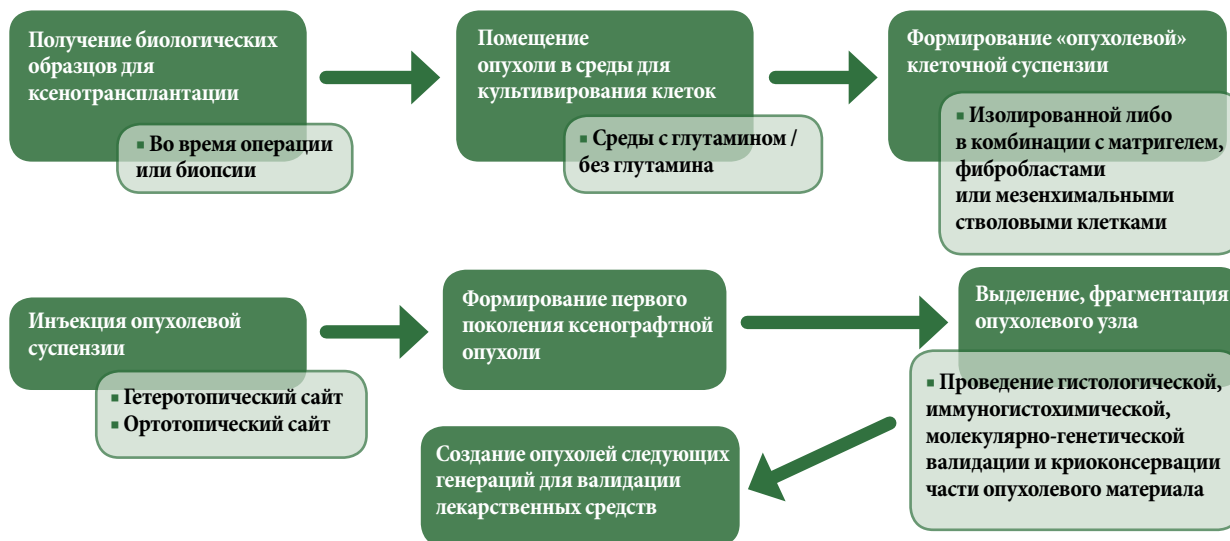 Получение биологических
образцов для
ксенотрансплантации
▪ Во время операции
или биопсии
Помещение
опухоли в среды для
культивирования клеток
▪ Среды с глутамином /
без глутамина
Формирование «опухолевой»
клеточной суспензии
▪ Изолированной либо
в комбинации с матригелем,
фибробластами
или мезенхимальными
стволовыми клетками
Инъекция опухолевой
суспензии
▪ Гетеротопический сайт
▪ Ортотопический сайт
Формирование первого
поколения ксенографтной
опухоли
Выделение, фрагментация
опухолевого узла
▪ Проведение гистологической,
иммуногистохимической,
молекулярно-генетической
валидации и криоконсервации
части опухолевого материала
Создание опухолей следующих
генераций для валидации
лекарственных средств